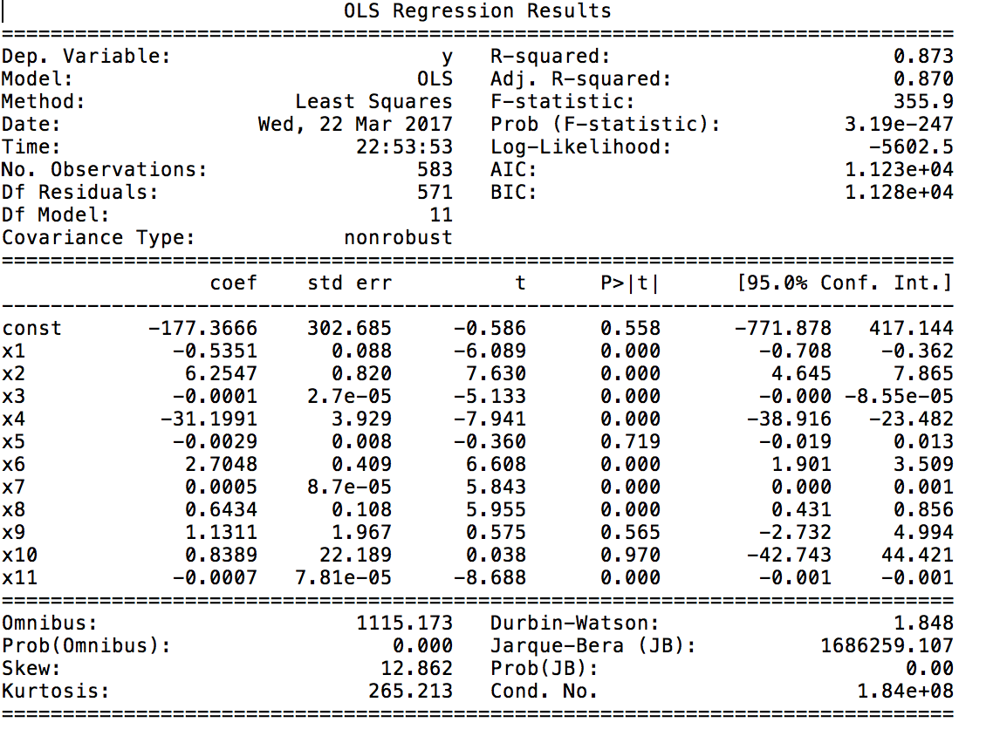 OLS Regression Results
==============================================================================
Dep. Variable:                      y   R-squared:                       0.873
Model:                            OLS   Adj. R-squared:                  0.870
Method:                 Least Squares   F-statistic:                     355.9
Date:                Wed, 22 Mar 2017   Prob (F-statistic):          3.19e-247
Time:                        22:53:53   Log-Likelihood:                -5602.5
No. Observations:                 583   AIC:                         1.123e+04
Df Residuals:                     571   BIC:                         1.128e+04
Df Model:                          11
Covariance Type:            nonrobust
==============================================================================
                 coef    std err          t      P>|t|      [95.0% Conf. Int.]
------------------------------------------------------------------------------
const       -177.3666    302.685     -0.586      0.558      -771.878   417.144
x1            -0.5351      0.088     -6.089      0.000        -0.708    -0.362
x2             6.2547      0.820      7.630      0.000         4.645     7.865
x3            -0.0001    2.7e-05     -5.133      0.000        -0.000 -8.55e-05
x4           -31.1991      3.929     -7.941      0.000       -38.916   -23.482
x5            -0.0029      0.008     -0.360      0.719        -0.019     0.013
x6             2.7048      0.409      6.608      0.000         1.901     3.509
x7             0.0005    8.7e-05      5.843      0.000         0.000     0.001
x8             0.6434      0.108      5.955      0.000         0.431     0.856
x9             1.1311      1.967      0.575      0.565        -2.732     4.994
x10            0.8389     22.189      0.038      0.970       -42.743    44.421
x11           -0.0007   7.81e-05     -8.688      0.000        -0.001    -0.001
==============================================================================
Omnibus:                     1115.173   Durbin-Watson:                   1.848
Prob(Omnibus):                  0.000   Jarque-Bera (JB):          1686259.107
Skew:                          12.862   Prob(JB):                         0.00
Kurtosis:                     265.213   Cond. No.                     1.84e+08
==============================================================================